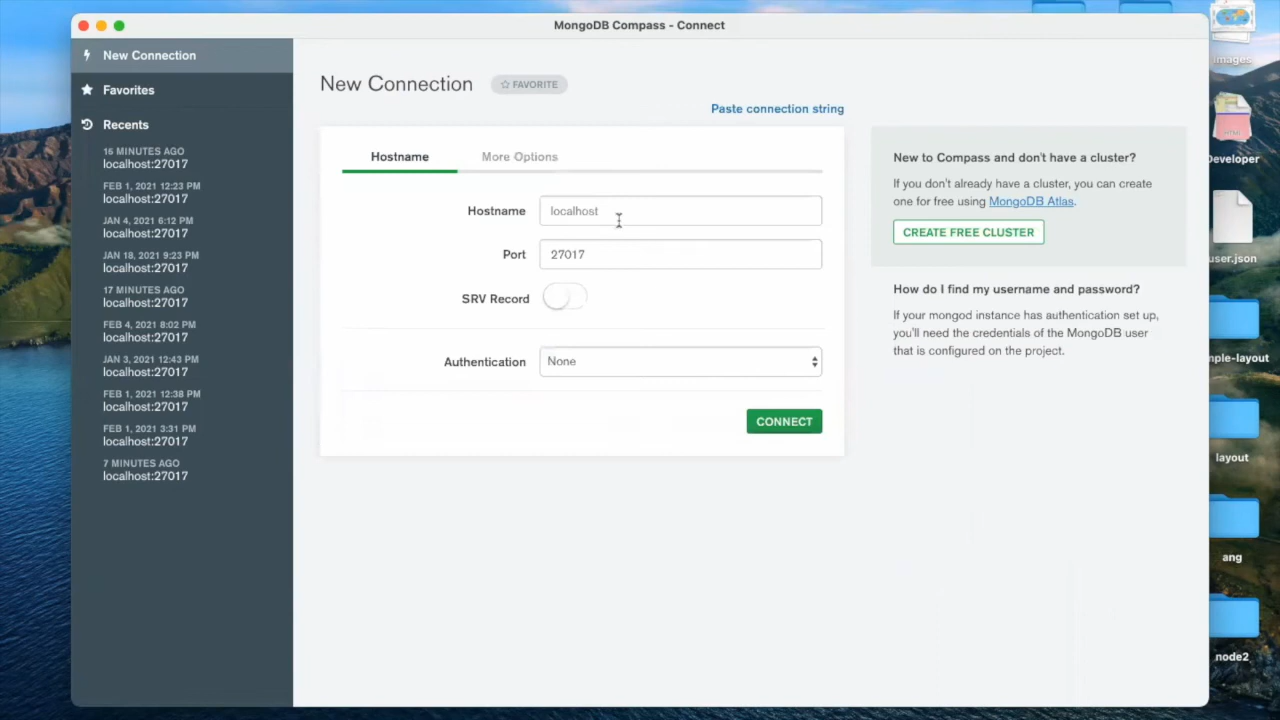 MongoDB Compass - Connect
New Connection
Favorites
Recents
16 MINUTES AGO
localhost:27017
FEB 1, 2021 12:23 PM
localhost:27017
JAN 4, 2021 6:12 PM
localhost:27017
JAN 18, 2021 9:23 PM
localhost:27017
17 MINUTES AGO
localhost:27017
FEB 4, 2021 8:02 PM
localhost:27017
JAN 3, 2021 12:43 PM
localhost:27017
FEB 1, 2021 12:38 PM
localhost:27017
FEB 1, 2021 3:31 PM
localhost:27017
7 MINUTES AGO
localhost:27017
New Connection
FAVORITE
Paste connection string
Hostname
More Options
Hostname
localhost
Port
27017
SRV Record
Authentication
None
CONNECT
New to Compass and don't have a cluster?
If you don't already have a cluster, you can create
one for free using MongoDB Atlas.
CREATE FREE CLUSTER
How do I find my username and password?
If your mongod instance has authentication set up,
you'll need the credentials of the MongoDB user
that is configured on the project.
Images
HTML
Developer
user.json
mple-layout
layout
ang
node2